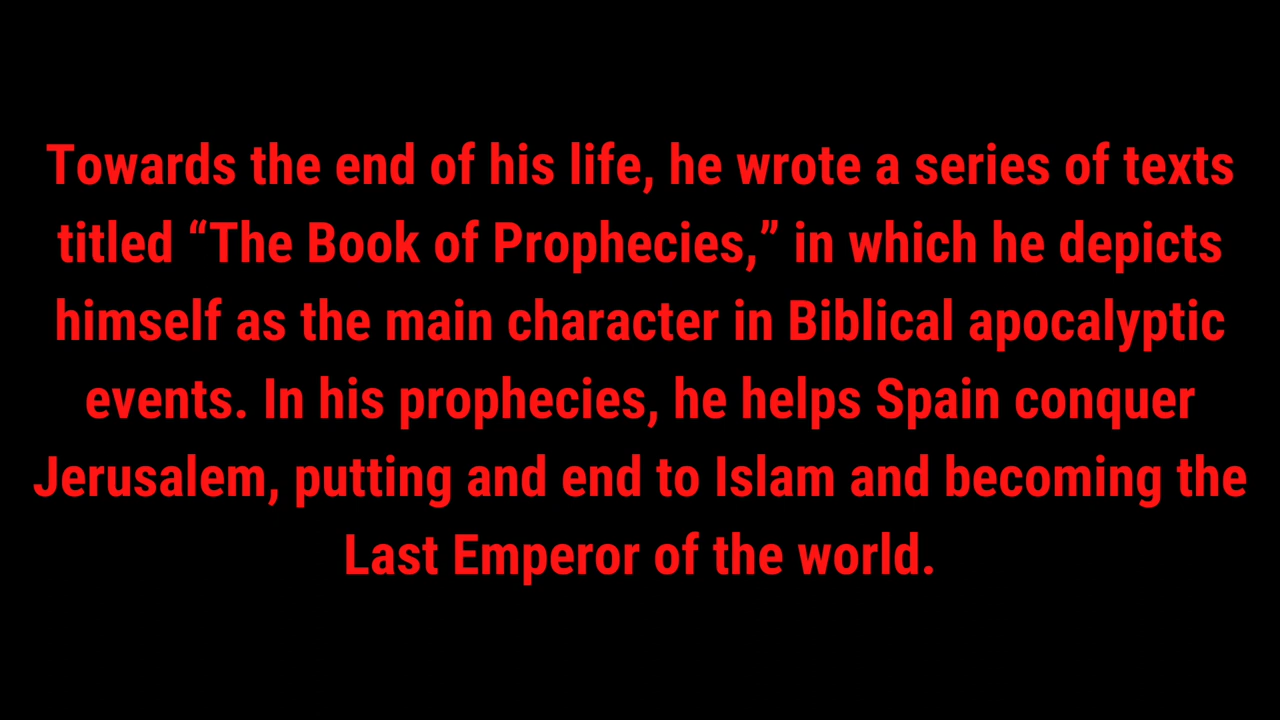 Towards the end of his life, he wrote a series of texts
titled “The Book of Prophecies,” in which he depicts
himself as the main character in Biblical apocalyptic
events. In his prophecies, he helps Spain conquer
Jerusalem, putting and end to Islam and becoming the
Last Emperor of the world.